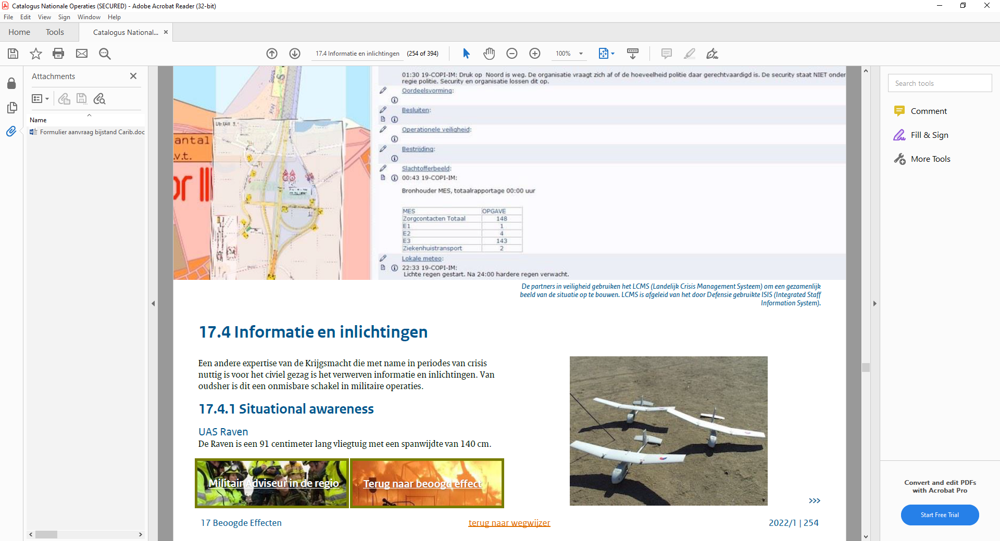 Catalogus Nationale Operaties (SECURED) - Adobe Acrobat Reader (32-bit)
File Edit View Sign Window Help
Home Tools Catalogus National...
17.4 Informatie en inlichtingen (254 of 394) 100%
Attachments
Name
Formulier aanvraag bijstand Carib.doc
antal
v.t.
or II
DETAIL 3.
01:30 19-COPI-IM: Druk op Noord is weg. De organisatie vraagt zich af of de hoeveelheid politie daar gerechtvaardigd is. De security staat NIET onder
regie politie. Security en organisatie lossen dit op.
Oordeelsvorming:
Besluiten:
Operationele veiligheid:
Bestrijding:
Slachtofferbeeld:
00:43 19-COPI-IM:
Bronhouder MES, totaalrapportage 00:00 uur
MES OPGAVE
Zorgcontacten Totaal 148
E1 1
E2 4
E3 143
Ziekenhuistransport 2
Lokale meteo:
22:33 19-COPI-IM:
Lichte regen gestart. Na 24:00 hardere regen verwacht.
De partners in veiligheid gebruiken het LCMS (Landelijk Crisis Management Systeem) om een gezamenlijk
beeld van de situatie op te bouwen. LCMS is afgeleid van het door Defensie gebruikte ISIS (Integrated Staff
Information System).
17.4 Informatie en inlichtingen
Een andere expertise van de Krijgsmacht die met name in periodes van crisis
nuttig is voor het civiel gezag is het verwerven informatie en inlichtingen. Van
oudsher is dit een onmisbare schakel in militaire operaties.
17.4.1 Situational awareness
UAS Raven
De Raven is een 91 centimeter lang vliegtuig met een spanwijdte van 140 cm.
Militair Adviseur in de regio
Terug naar beoogd effect
>>>
17 Beoogde Effecten
terug naar wegwijzer
2022/1 | 254
Search tools
Comment
Fill & Sign
More Tools
Convert and edit PDFs
with Acrobat Pro
Start Free Trial